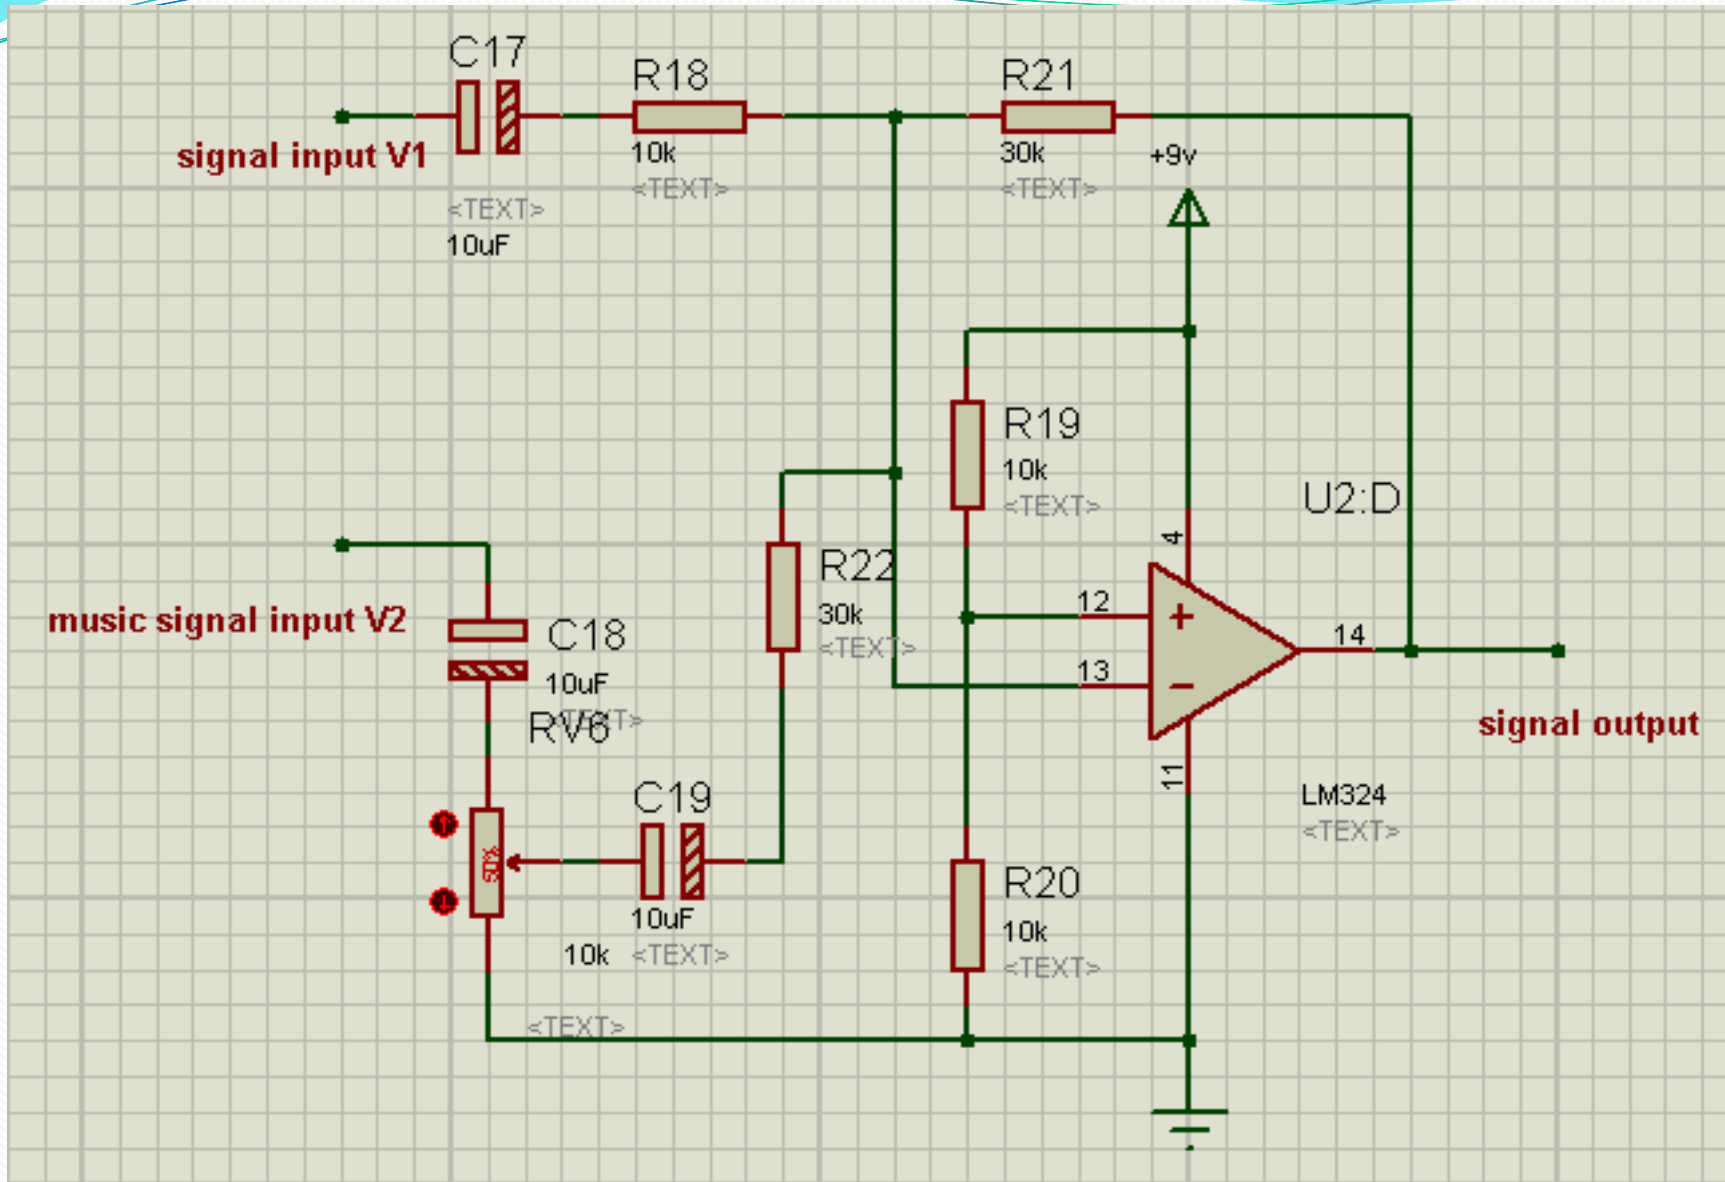 C17
R18
R21
signal input V1
10k
30k
+9v
<TEXT>
<TEXT>
<TEXT>
10uF
R19
10k
<TEXT>
U2:D
4
R22
music signal input V2
30k
<TEXT>
12
+
13
−
14
C18
10uF
<TEXT>
RV6
signal output
11
LM324
<TEXT>
C19
50%
10uF
10k
<TEXT>
R20
10k
<TEXT>
<TEXT>